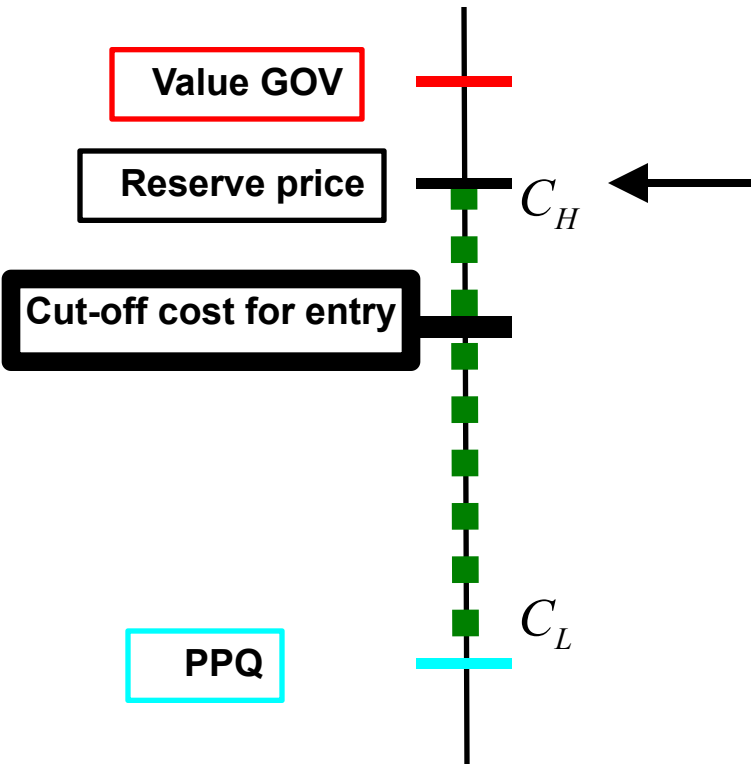 Value GOV
Reserve price
C_H
Cut-off cost for entry
C_L
PPQ